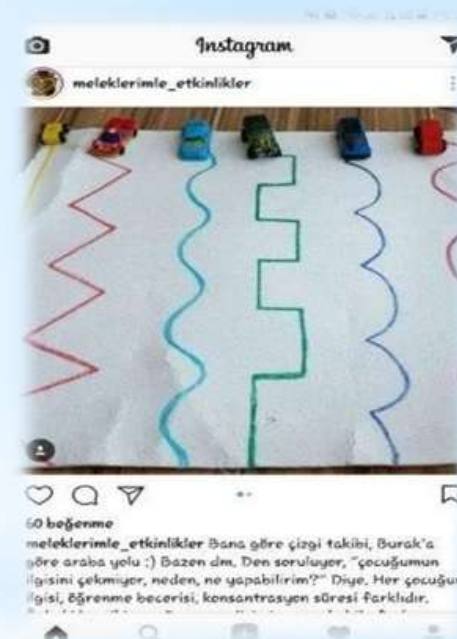 Instagram
meleklerimle_etkinlikler
60 beğenme
meleklerimle_etkinlikler Bana göre çizgi takibi, Burak'a
göre araba yolu :) Bazen dm. Den soruluyor, "çocuğumun
ilgisini çekmiyor, neden, ne yapabilirim?" Diye. Her çocuğu
ilgisi, öğrenme becerisi, konsantrasyon süresi farklıdır.